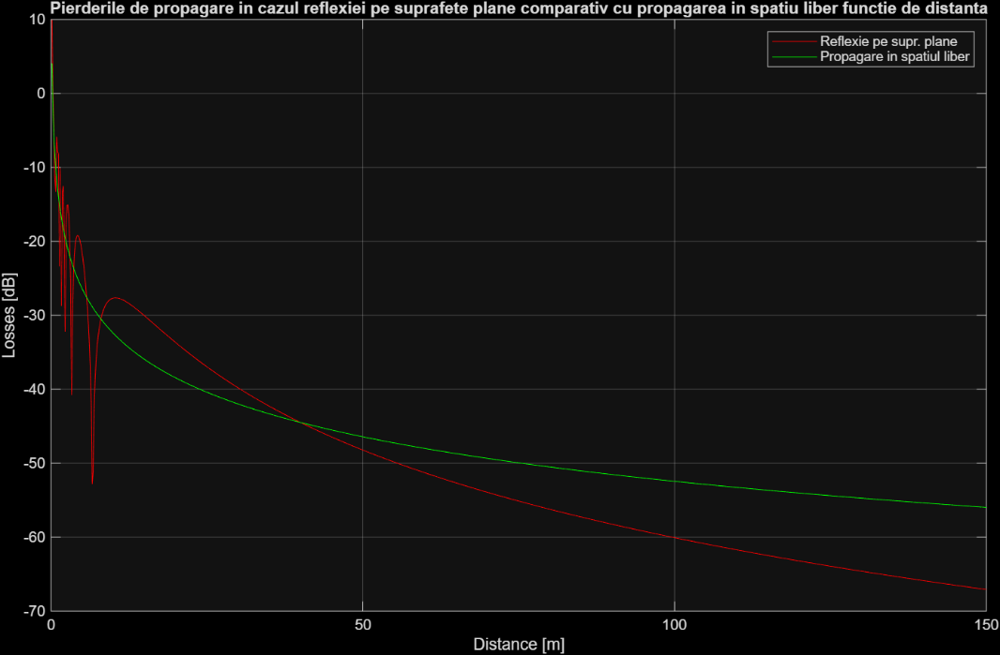 Pierderile de propagare in cazul reflexiei pe suprafete plane comparativ cu propagarea in spatiu liber functie de distanta
Reflexie pe supr. plane
Propagare in spatiul liber
10
0
-10
-20
-30
-40
-50
-60
-70
Losses [dB]
0
50
100
150
Distance [m]